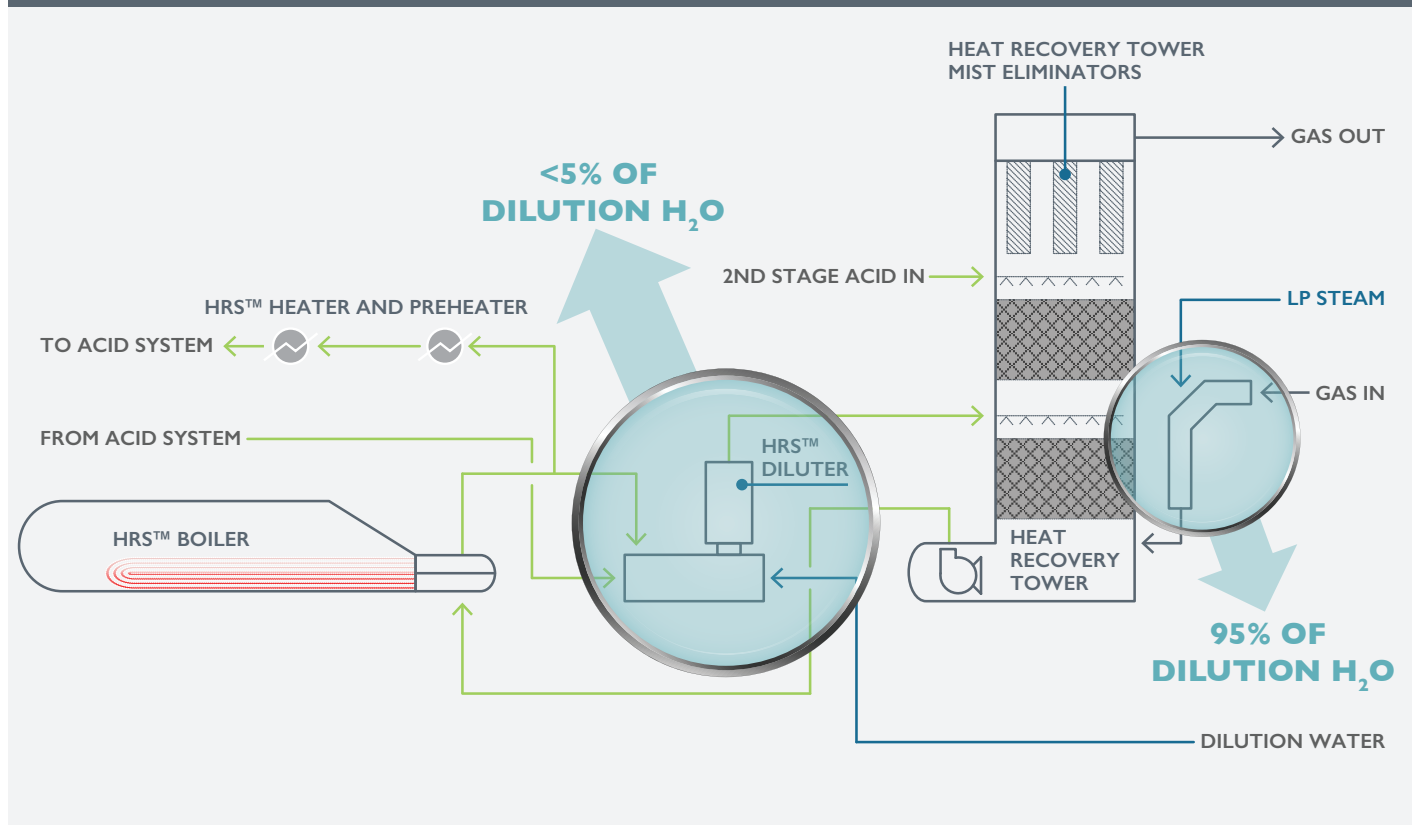 HEAT RECOVERY TOWER
MIST ELIMINATORS
GAS OUT
<5% OF
DILUTION H₂O
2ND STAGE ACID IN
LP STEAM
HRS™ HEATER AND PREHEATER
TO ACID SYSTEM
GAS IN
FROM ACID SYSTEM
HRS™
DILUTER
HRS™ BOILER
HEAT
RECOVERY
TOWER
95% OF
DILUTION H₂O
DILUTION WATER